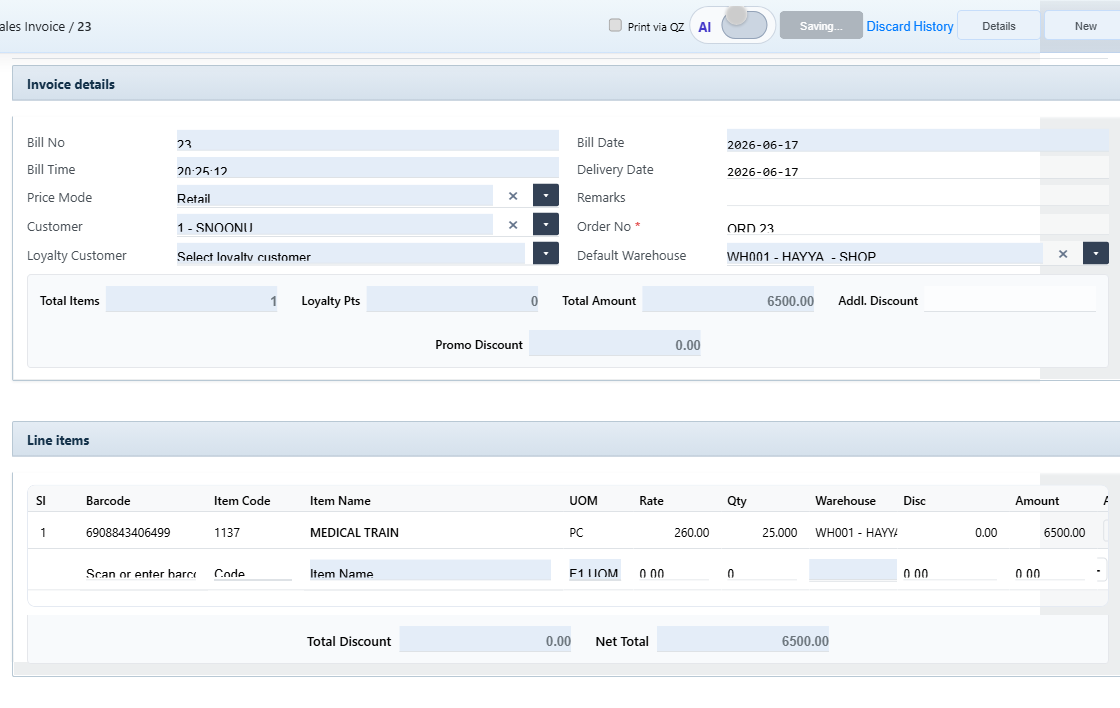 ales Invoice / 23
Print via QZ AI Saving... Discard History Details New
Invoice details
Bill No 23 Bill Date 2026-06-17
Bill Time 20:25:12 Delivery Date 2026-06-17
Price Mode Retail × Remarks
Customer 1 - SNOONU × Order No * ORD 23
Loyalty Customer Select loyalty customer Default Warehouse WH001 - HAYYA - SHOP ×
Total Items 1 Loyalty Pts 0 Total Amount 6500.00 Addl. Discount
Promo Discount 0.00
Line items
Sl Barcode Item Code Item Name UOM Rate Qty Warehouse Disc Amount A
1 6908843406499 1137 MEDICAL TRAIN PC 260.00 25.000 WH001 - HAYYA 0.00 6500.00
Scan or enter barco Code Item Name F1 UOM 0.00 0 0.00 0.00 -
Total Discount 0.00 Net Total 6500.00